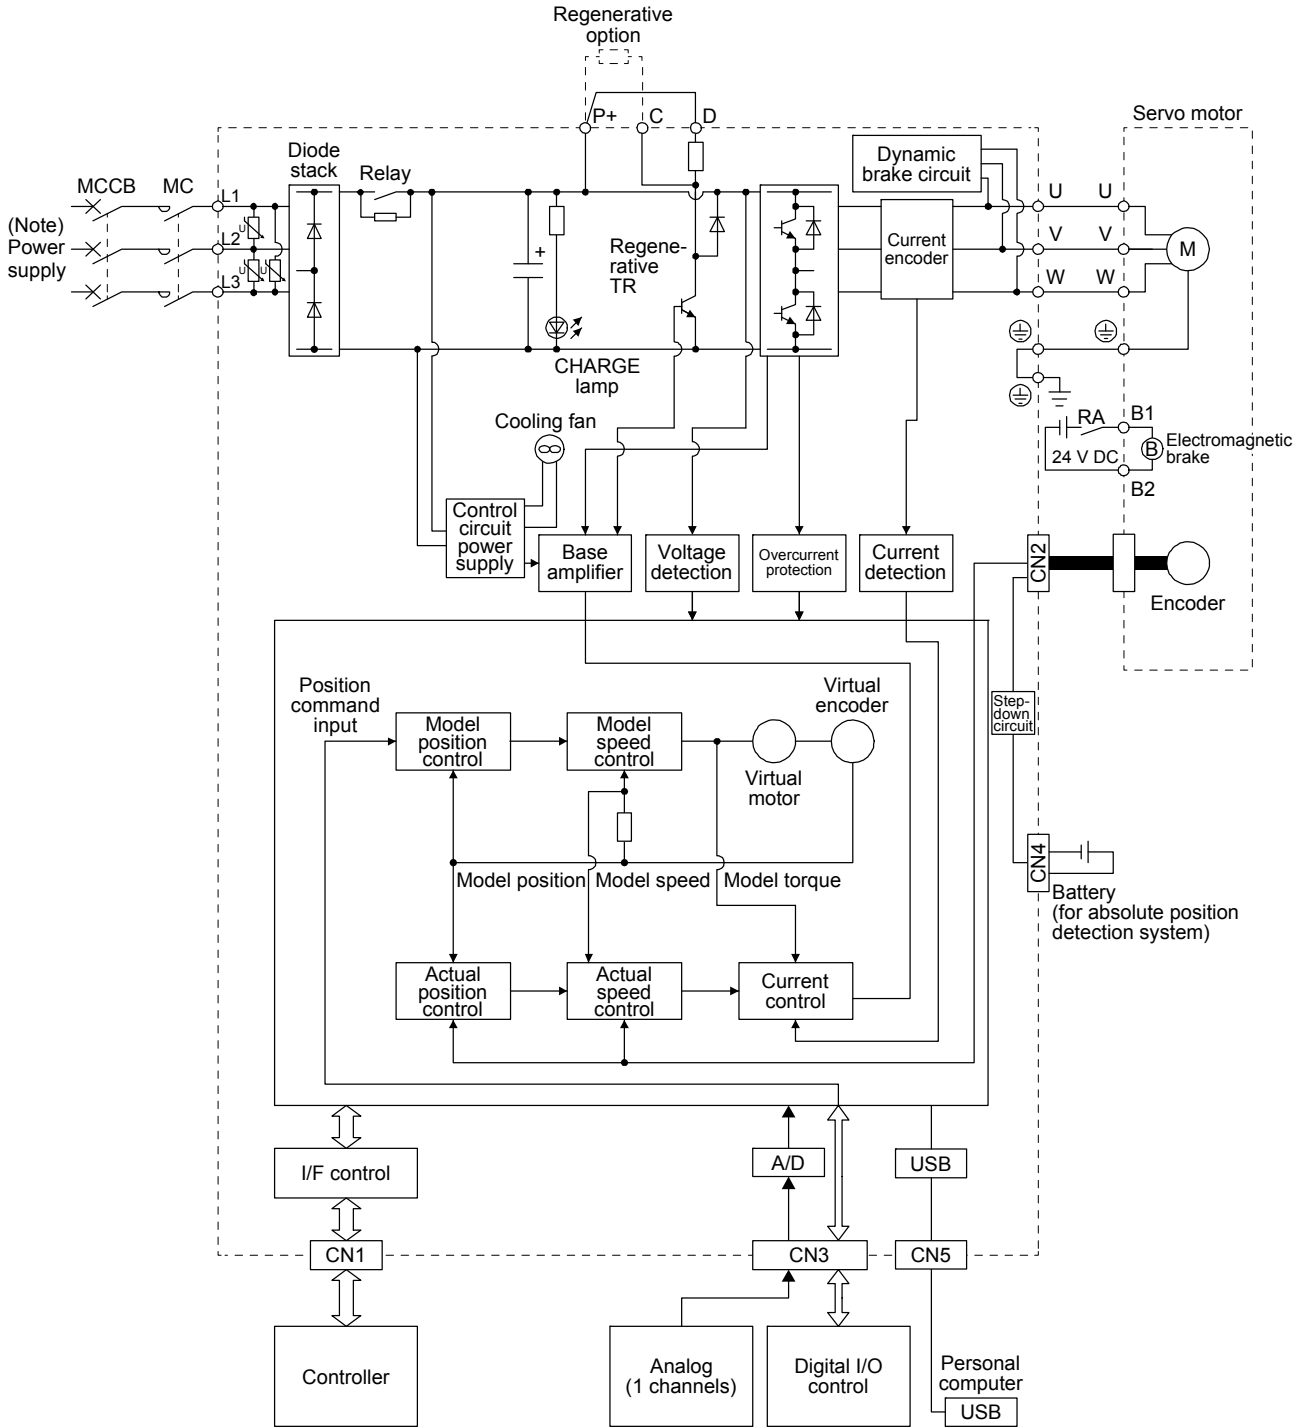 Regenerative
option
P+
C
D
Servo motor
Diode
stack
Relay
Dynamic
brake circuit
MCCB
MC
L1
U
U
(Note)
Power
supply
U
L2
Regene-
rative
TR
Current
encoder
V
V
M
U
U
L3
+
W
W
CHARGE
lamp
Cooling fan
RA
B1
24 V DC
B
Electromagnetic
brake
B2
Control
circuit
power
supply
Base
amplifier
Voltage
detection
Overcurrent
protection
Current
detection
CN2
Encoder
Position
command
input
Virtual
encoder
Step-
down
circuit
Model
position
control
Model
speed
control
Virtual
motor
CN4
Model position
Model speed
Model torque
Battery
(for absolute position
detection system)
Actual
position
control
Actual
speed
control
Current
control
I/F control
A/D
USB
CN1
CN3
CN5
Controller
Analog
(1 channels)
Digital I/O
control
Personal
computer
USB